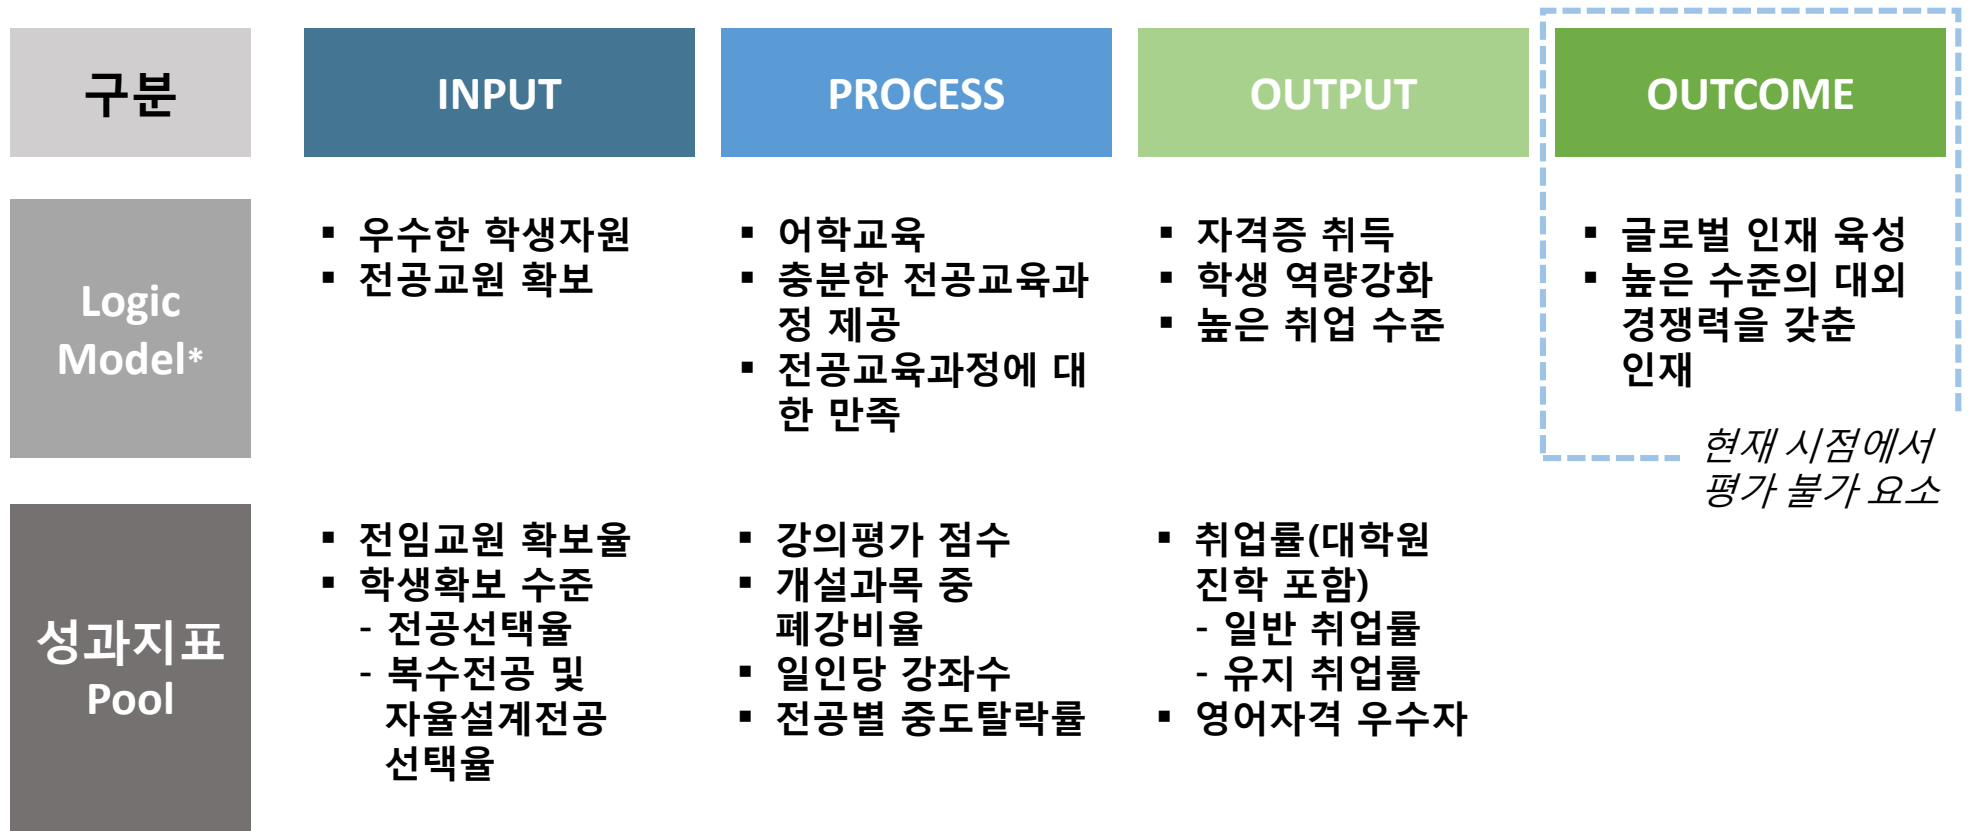 구분
INPUT
PROCESS
OUTPUT
OUTCOME
Logic
Model*
▪ 우수한 학생자원
▪ 전공교원 확보
▪ 어학교육
▪ 충분한 전공교육과
정 제공
▪ 전공교육과정에 대
한 만족
▪ 자격증 취득
▪ 학생 역량강화
▪ 높은 취업 수준
▪ 글로벌 인재 육성
▪ 높은 수준의 대외
경쟁력을 갖춘
인재
현재 시점에서
평가 불가 요소
성과지표
Pool
▪ 전임교원 확보율
▪ 학생확보 수준
- 전공선택율
- 복수전공 및
자율설계전공
선택율
▪ 강의평가 점수
▪ 개설과목 중
폐강비율
▪ 일인당 강좌수
▪ 전공별 중도탈락률
▪ 취업률(대학원
진학 포함)
- 일반 취업률
- 유지 취업률
▪ 영어자격 우수자